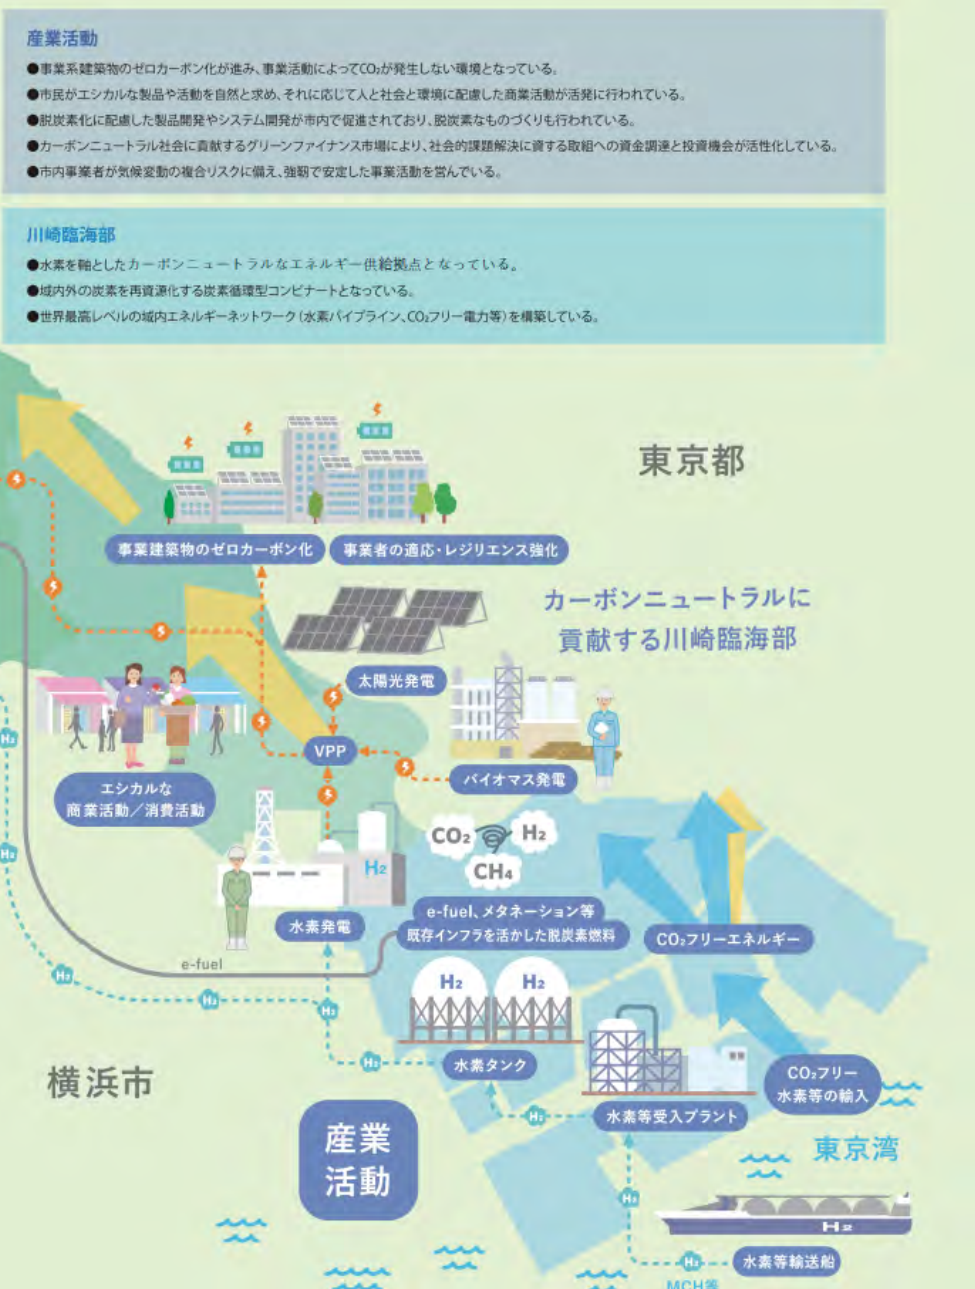 産業活動
●事業系建築物のゼロカーボン化が進み、事業活動によってCO₂が発生しない環境となっている。
●市民がエシカルな製品や活動を自然と求め、それに応じて人と社会と環境に配慮した商業活動が活発に行われている。
●脱炭素化に配慮した製品開発やシステム開発が市内で促進されており、脱炭素なものづくりも行われている。
●カーボンニュートラル社会に貢献するグリーンファイナンス市場により、社会的課題解決に資する取組への資金調達と投資機会が活性化している。
●市内事業者が気候変動の複合リスクに備え、強靭で安定した事業活動を営んでいる。
川崎臨海部
●水素を軸としたカーボンニュートラルなエネルギー供給拠点となっている。
●域内外の炭素を再資源化する炭素循環型コンビナートとなっている。
●世界最高レベルの域内エネルギーネットワーク（水素パイプライン、CO₂フリー電力等）を構築している。
東京都
事業建築物のゼロカーボン化
事業者の適応・レジリエンス強化
カーボンニュートラルに
貢献する川崎臨海部
太陽光発電
VPP
バイオマス発電
エシカルな
商業活動／消費活動
H₂
CO₂
H₂
CH₄
H₂
H₂
水素発電
e-fuel、メタネーション等
既存インフラを活かした脱炭素燃料
CO₂フリーエネルギー
e-fuel
H₂
H₂
H₂
H₂
H₂
H₂
水素タンク
CO₂フリー
水素等の輸入
横浜市
H₂
水素等受入プラント
産業
活動
東京湾
H₂
H₂
H₂
水素等輸送船
MCH等